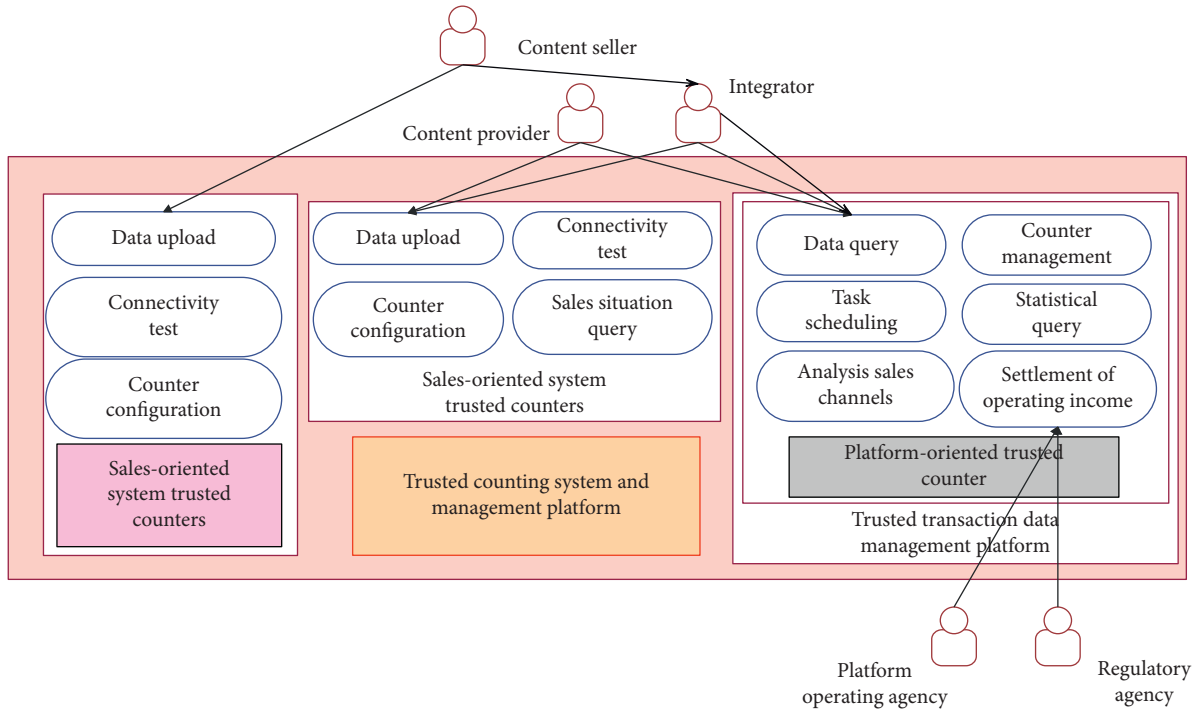 Content seller
Integrator
Content provider
Data upload
Connectivity
test
Counter
configuration
Sales-oriented
system trusted
counters
Data upload
Connectivity
test
Counter
configuration
Sales situation
query
Sales-oriented system
trusted counters
Trusted counting system and
management platform
Data query
Counter
management
Task
scheduling
Statistical
query
Analysis sales
channels
Settlement of
operating income
Platform-oriented trusted
counter
Trusted transaction data
management platform
Platform
operating agency
Regulatory
agency